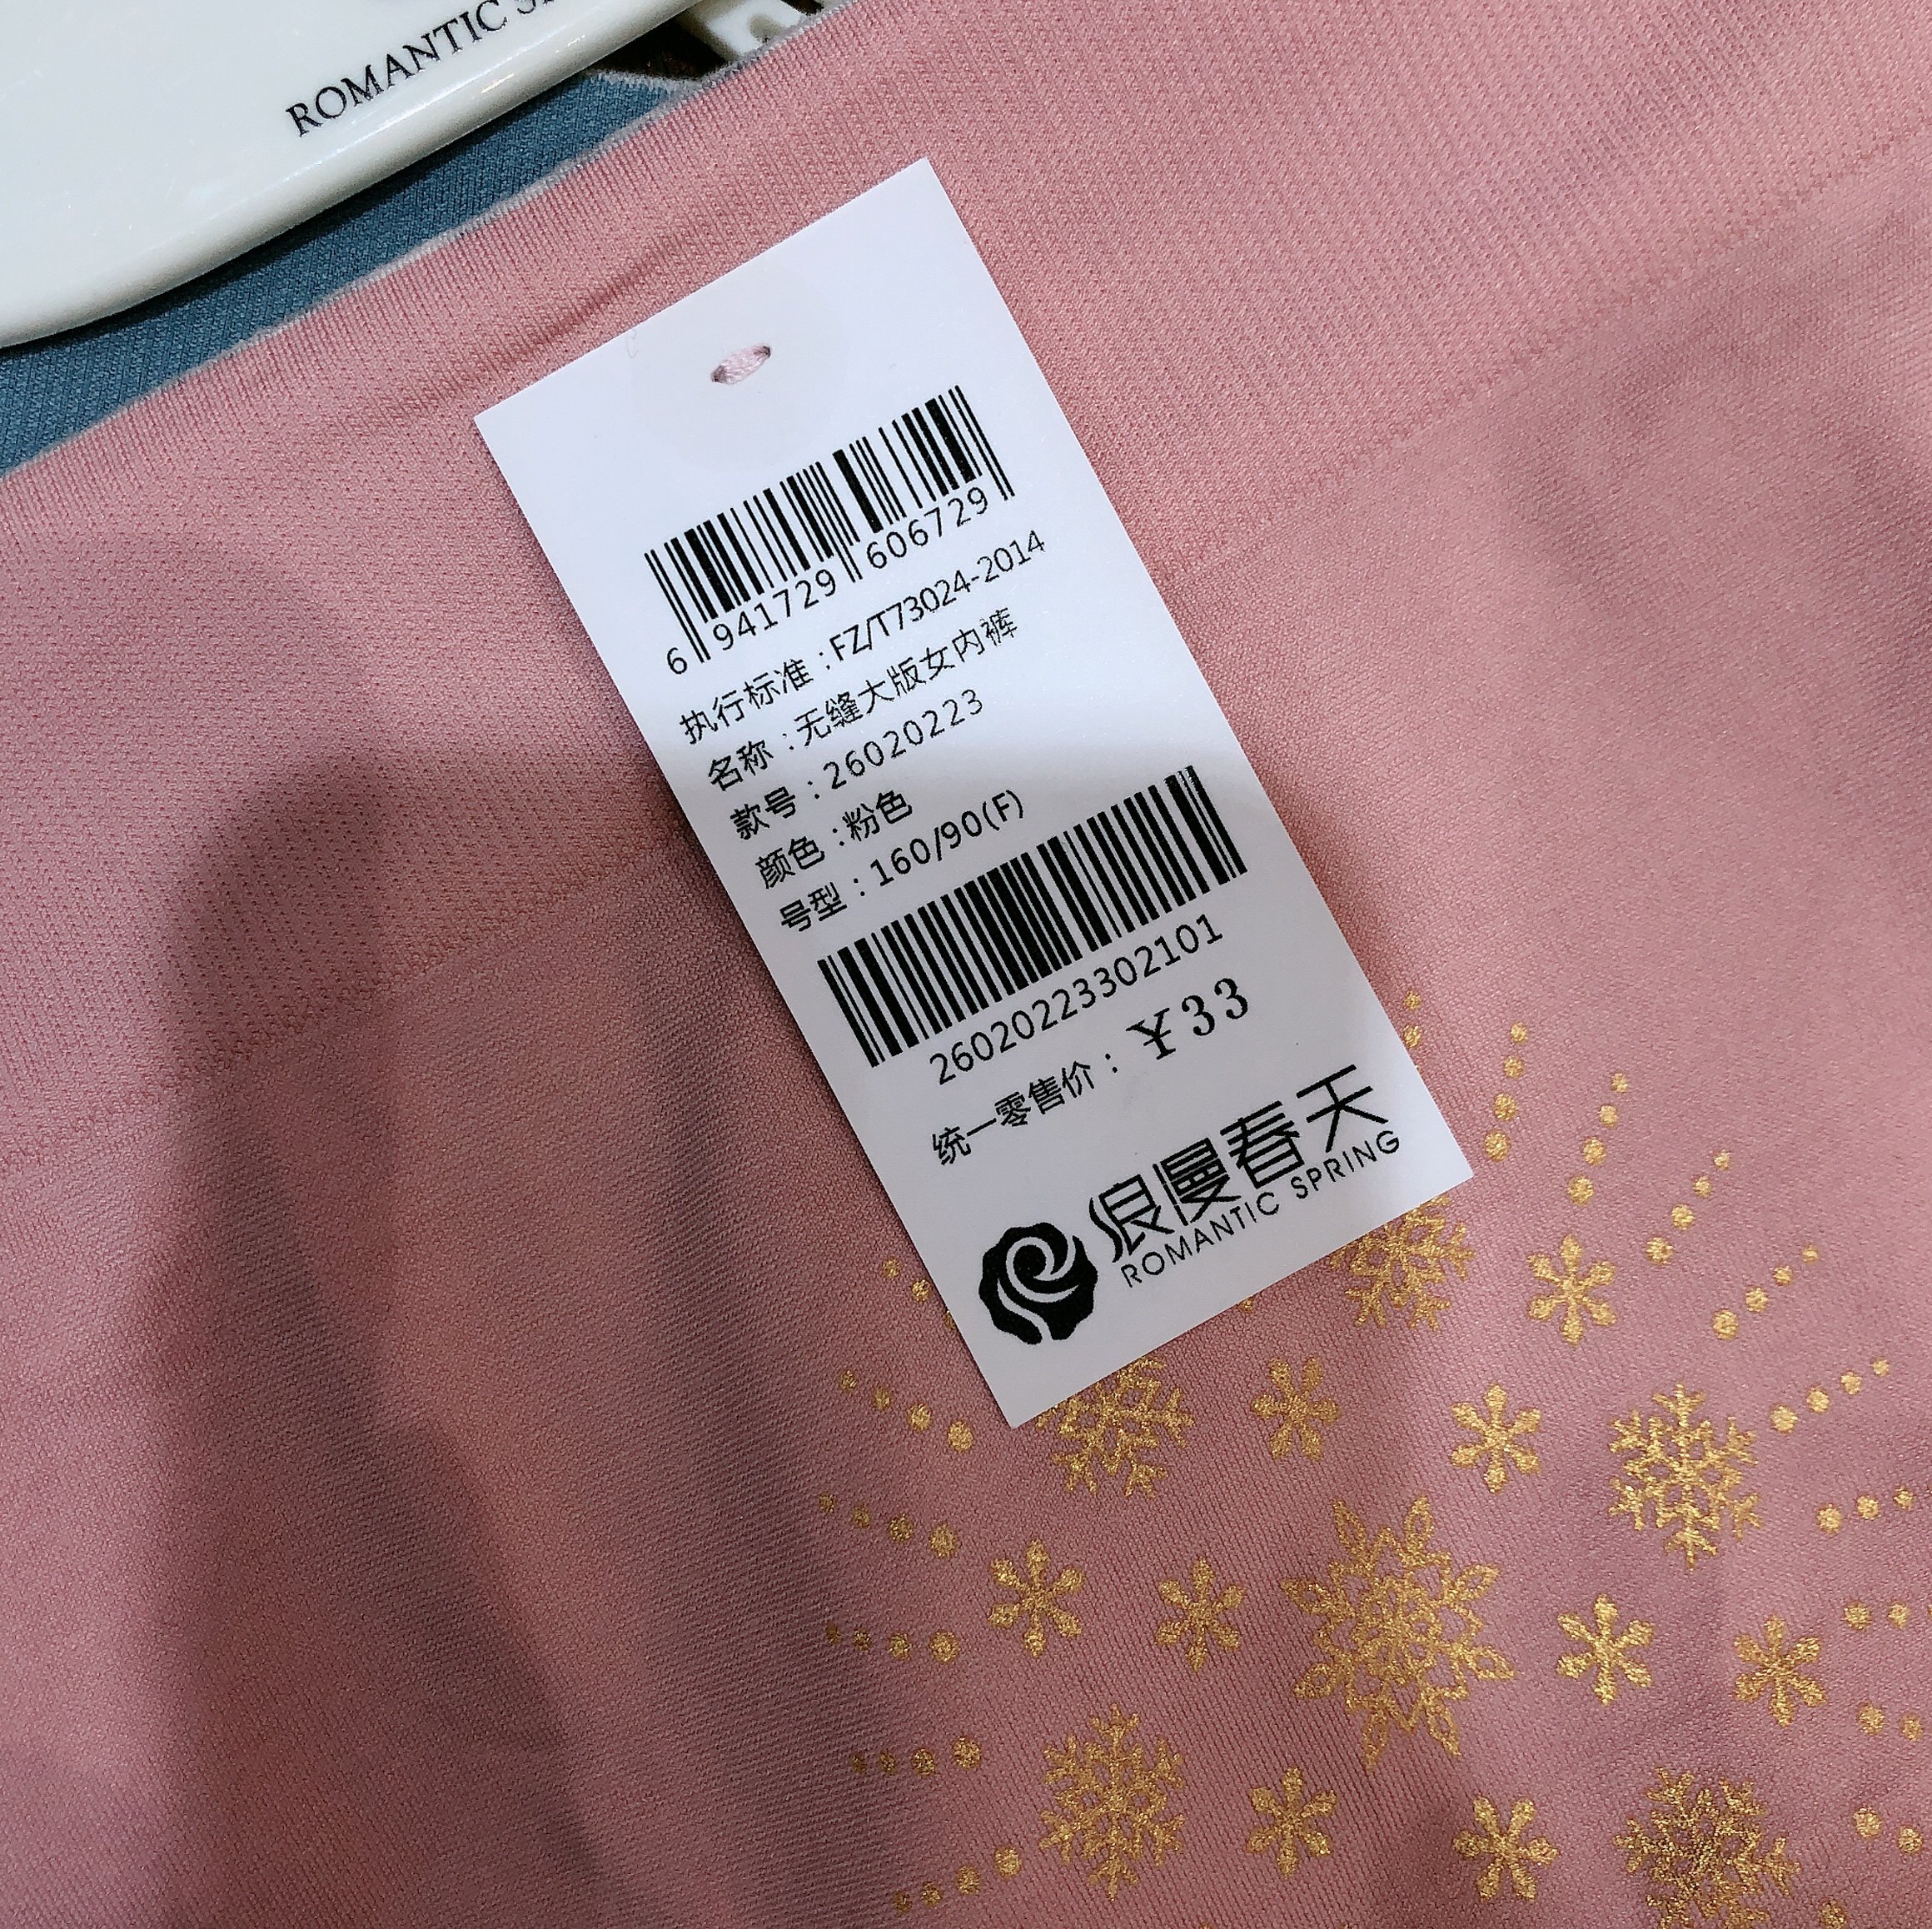 ROMANTIC
6 941729 606729
执行标准：FZ/T73024-2014
名称：无缝大版女内裤
款号：26020223
颜色：粉色
号型：160/90(F)
2602022330​2101
统一零售价：￥33
浪漫春天
ROMANTIC SPRING